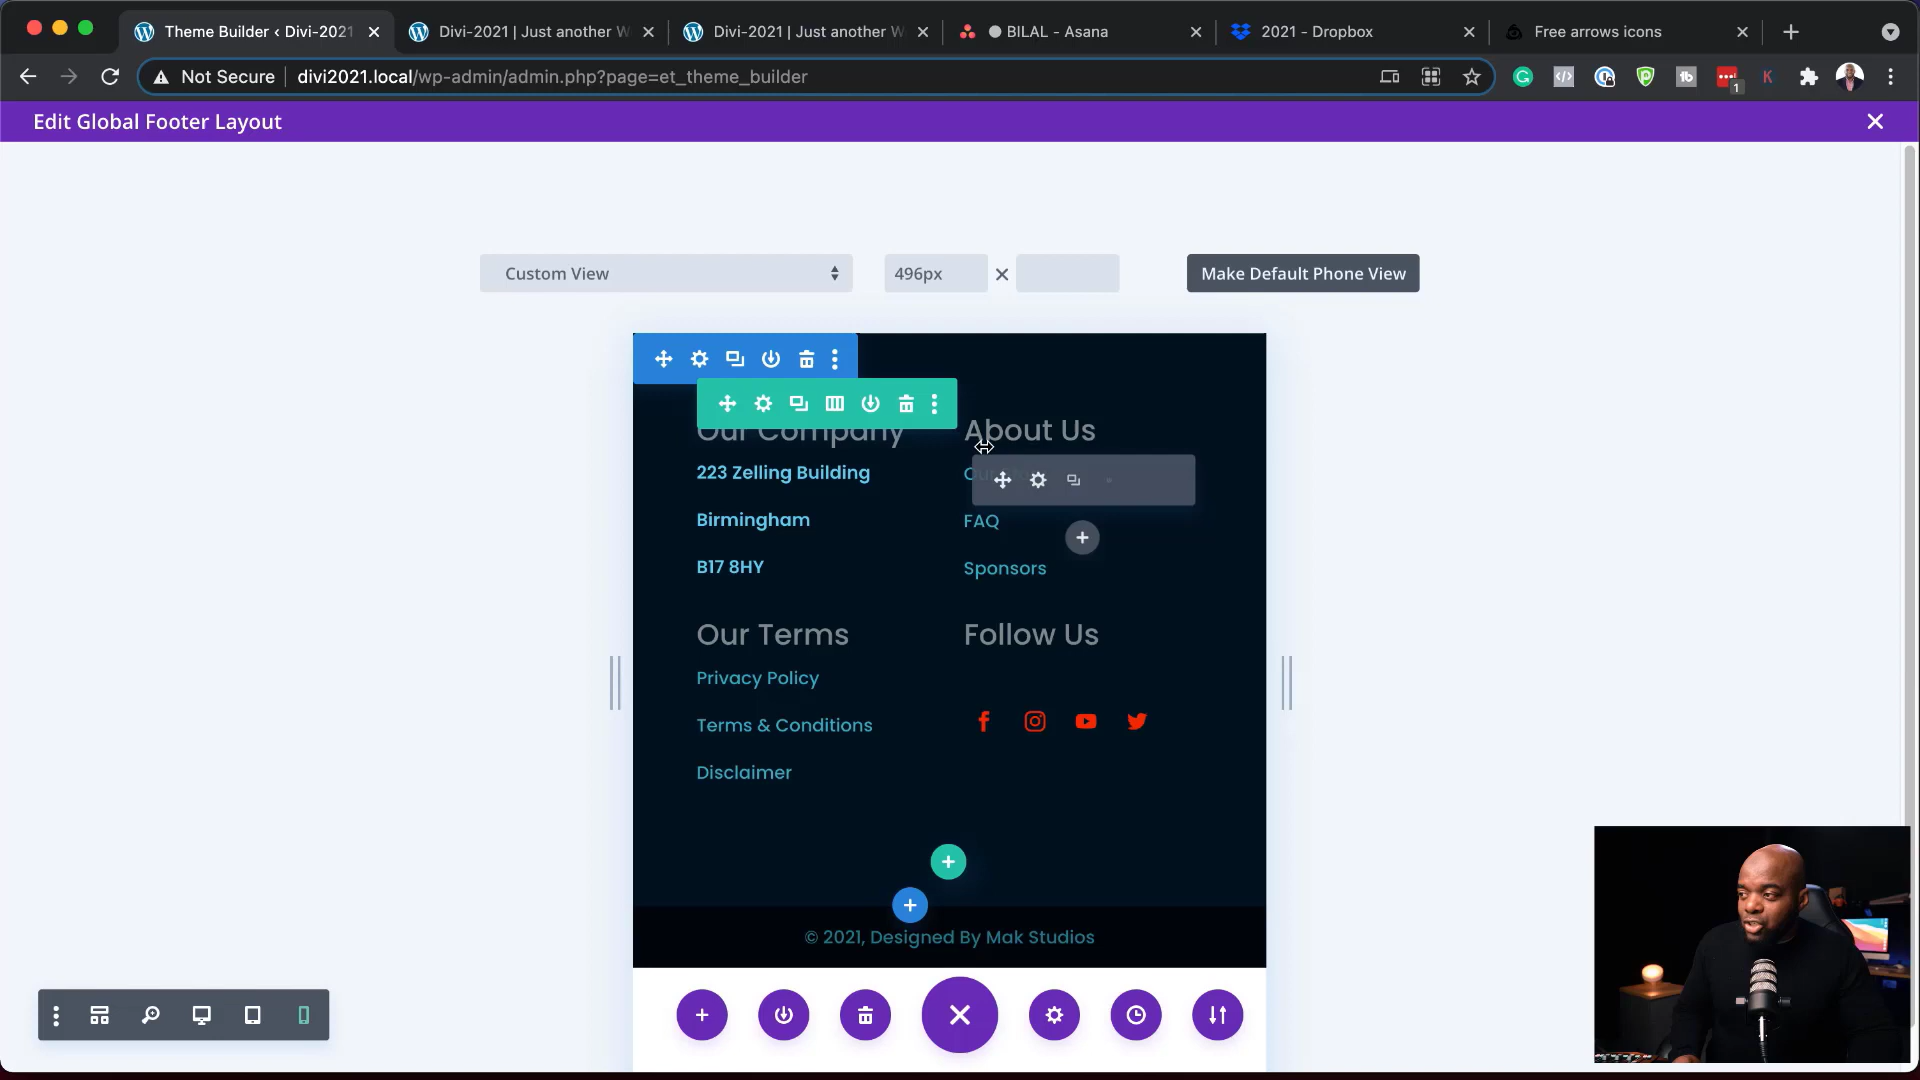 Theme Builder ‹ Divi-2021
Divi-2021 | Just another W
Divi-2021 | Just another W
BILAL - Asana
2021 - Dropbox
Free arrows icons
Not Secure
divi2021.local/wp-admin/admin.php?page=et_theme_builder
1
Edit Global Footer Layout
Custom View
496px
Make Default Phone View
Our Company
About Us
223 Zelling Building
Birmingham
FAQ
B17 8HY
Sponsors
Our Terms
Follow Us
Privacy Policy
Terms & Conditions
Disclaimer
© 2021, Designed By Mak Studios